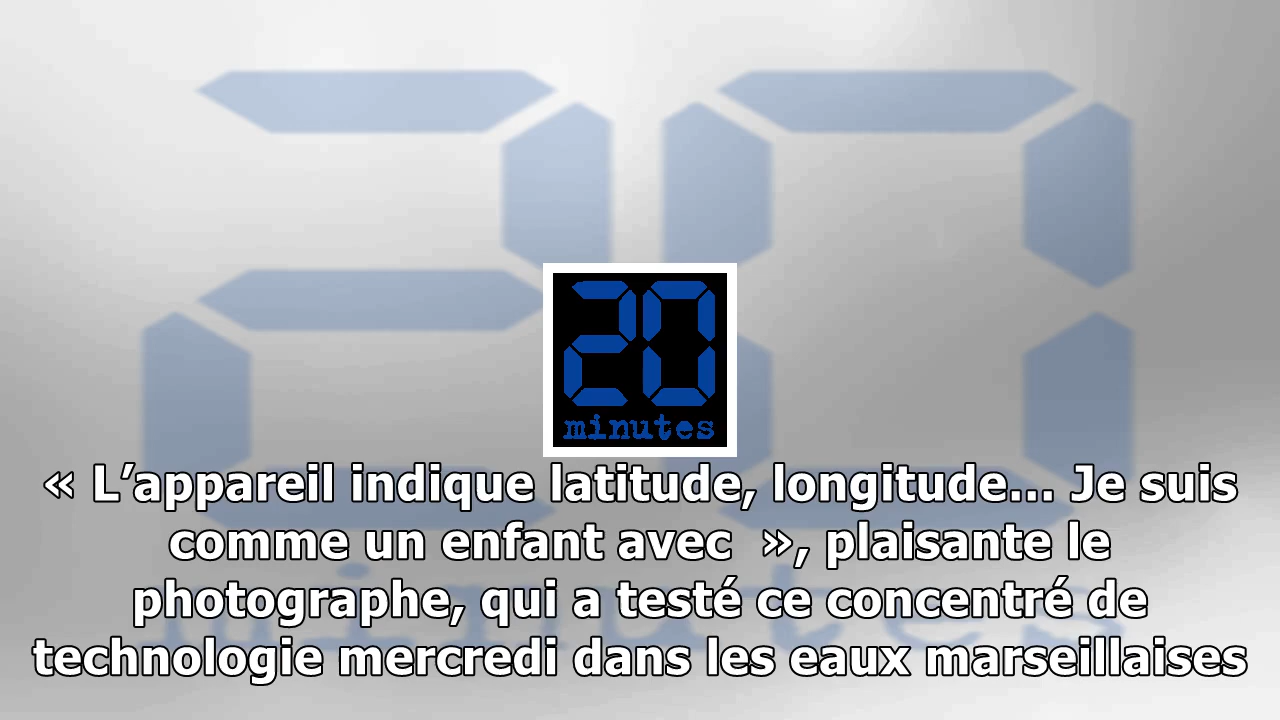 20
minutes
« L’appareil indique latitude, longitude... Je suis
comme un enfant avec  », plaisante le
photographe, qui a testé ce concentré de
technologie mercredi dans les eaux marseillaises